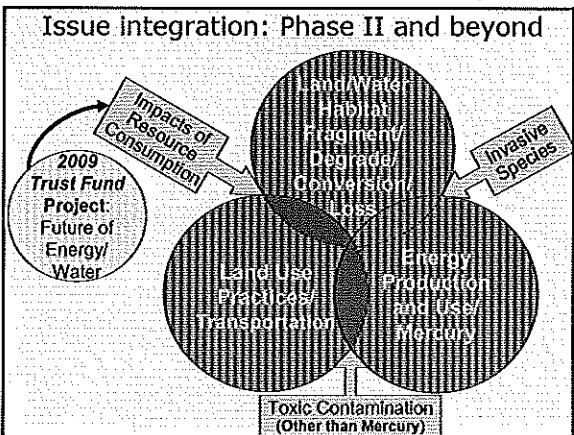 Issue integration: Phase II and beyond
Impacts of
Resource
Consumption
Land/Water
Habitat
Fragment/
Degrade/
Conversion/
Loss
Invasive
Species
2009
Trust Fund
Project:
Future of
Energy/
Water
Land Use
Practices/
Transportation
Energy
Production
and Use/
Mercury
Toxic Contamination
(Other than Mercury)